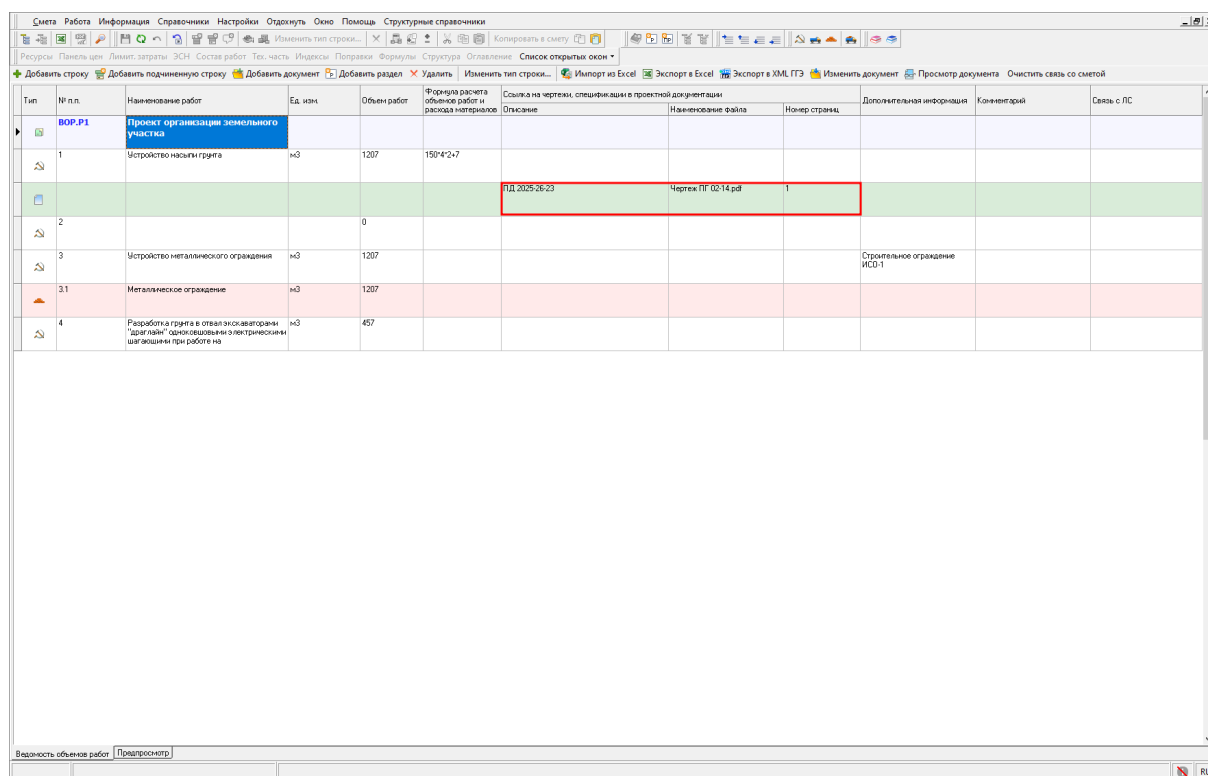 Смета Работа Информация Справочники Настройки Отдохнуть Окно Помощь Структурные справочники
Изменить тип строки... Копировать в смету
Ресурсы Панель цен Лимит. затраты ЭСН Состав работ Тех. часть Индексы Поправки Формулы Структура Оглавление Список открытых окон
Добавить строку Добавить подчиненную строку Добавить документ Добавить раздел Удалить Изменить тип строки... Импорт из Excel Экспорт в Excel Экспорт в XML ГГЭ Изменить документ Просмотр документа Очистить связь со сметой
Тип № п.п. Наименование работ Ед. изм. Объем работ Формула расчета объемов работ и расхода материалов Ссылка на чертежи, спецификации в проектной документации Дополнительная информация Комментарий Связь с ЛС
Описание Наименование файла Номер страниц
ВОР.Р1 Проект организации земельного
участка
1 Устройство насыпи грунта м3 1207 150*4*2+7
ПД 2025-26-23 Чертеж ПГ 02-14.pdf 1
2 0
3 Устройство металлического ограждения м3 1207 Строительное ограждение
ИСО-1
3.1 Металлическое ограждение м3 1207
4 Разработка грунта в отвал экскаваторами м3 457
"драглайн" одноковшовыми электрическими
шагающими при работе на
Ведомость объемов работ Предпросмотр